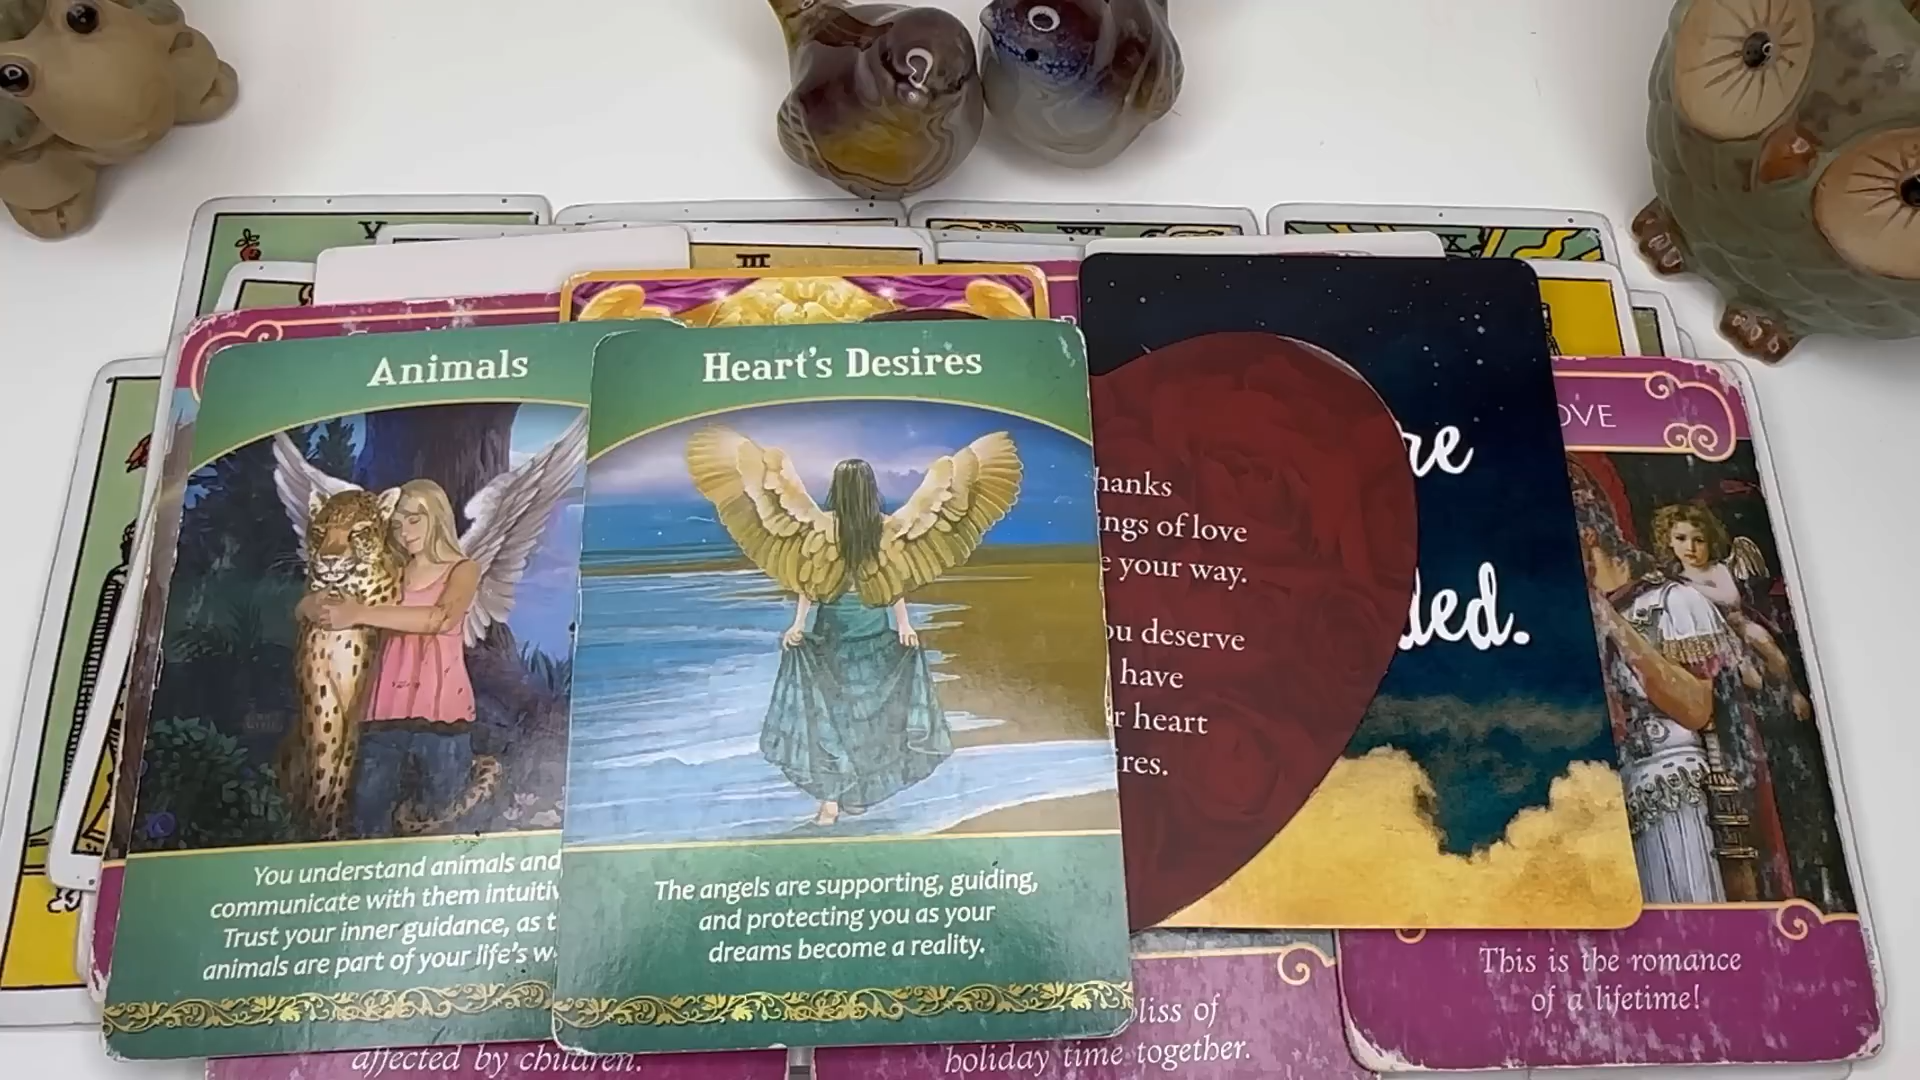 V
III
X
Animals
Heart's Desires
OVE
re
ded.
hanks
ings of love
e your way.
ou deserve
have
r heart
ires.
You understand animals and
communicate with them intuitiv
Trust your inner guidance, as t
animals are part of your life's w
The angels are supporting, guiding,
and protecting you as your
dreams become a reality.
This is the romance
of a lifetime!
affected by children.
bliss of
holiday time together.